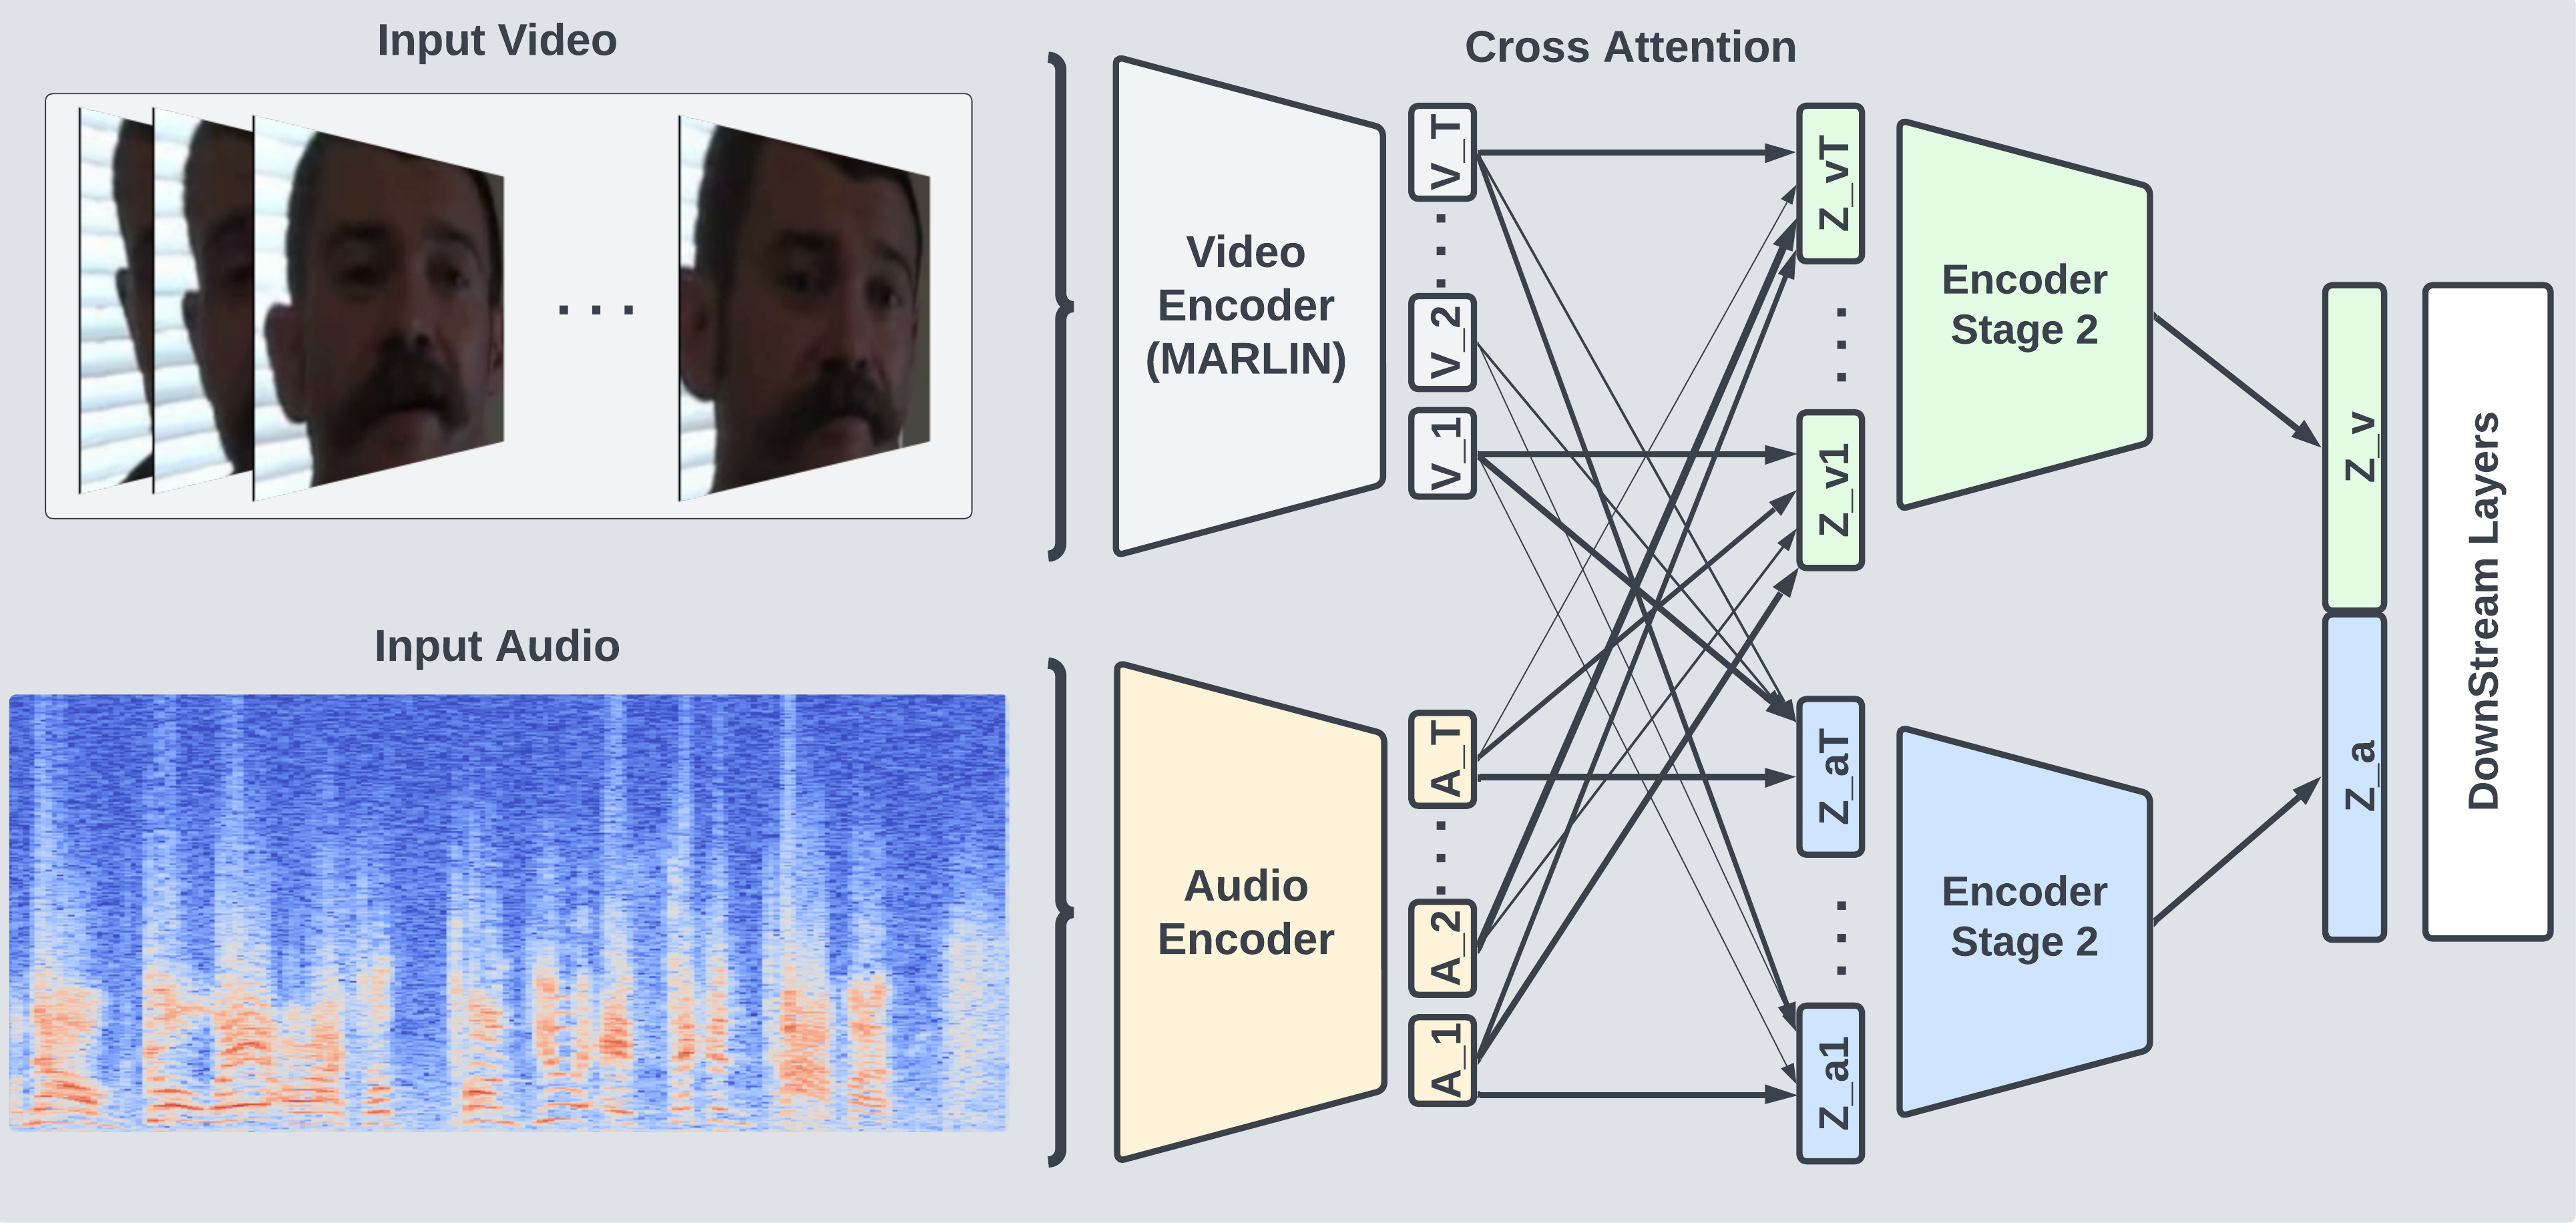 Input Video
Cross Attention
Video
Encoder
(MARLIN)
V_T
V_2
V_1
Z_vT
Z_v1
Encoder
Stage 2
Input Audio
Audio
Encoder
A_T
A_2
A_1
Z_aT
Z_a1
Encoder
Stage 2
Z_v
Z_a
DownStream Layers